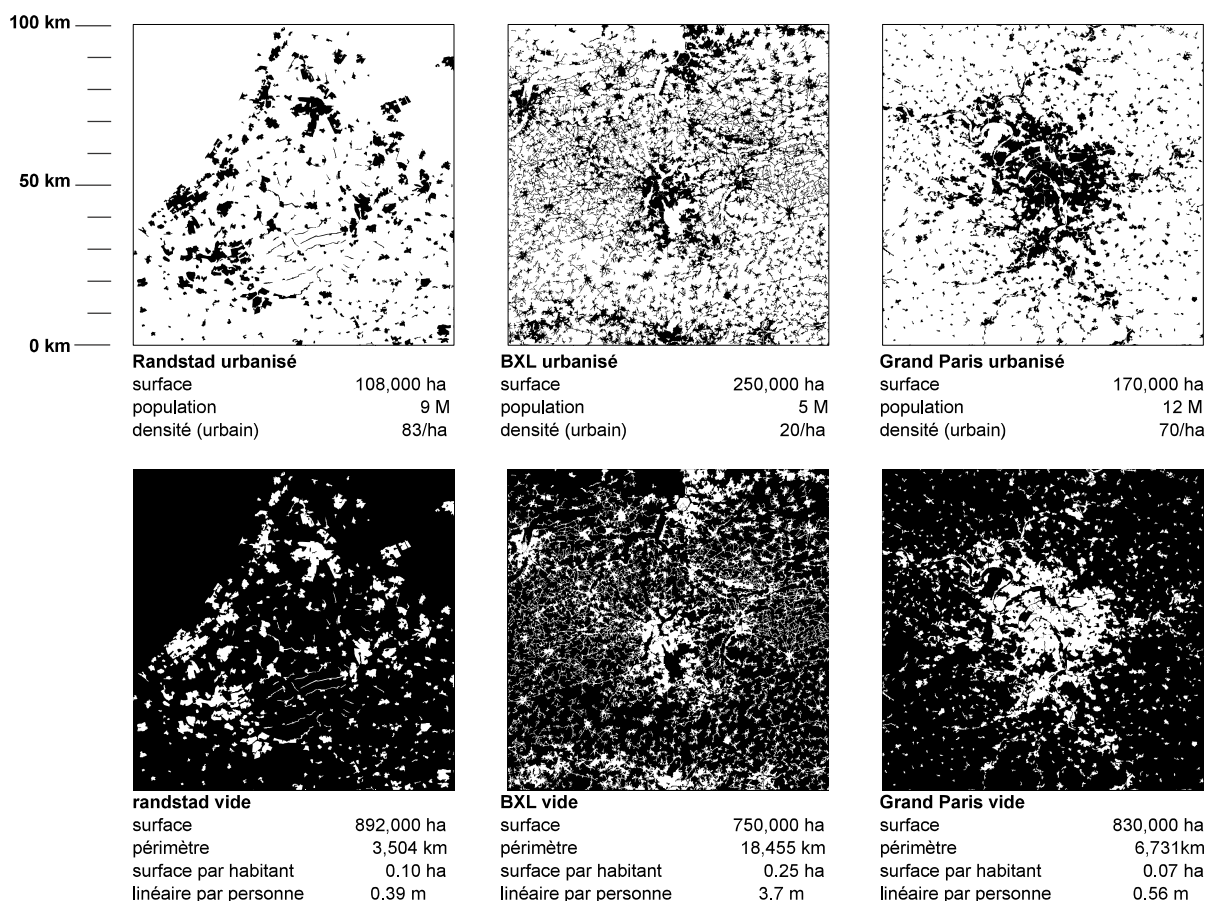 100 km
50 km
0 km
Randstad urbanisé
surface 108,000 ha
population 9 M
densité (urbain) 83/ha
BXL urbanisé
surface 250,000 ha
population 5 M
densité (urbain) 20/ha
Grand Paris urbanisé
surface 170,000 ha
population 12 M
densité (urbain) 70/ha
randstad vide
surface 892,000 ha
périmètre 3,504 km
surface par habitant 0.10 ha
linéaire par personne 0.39 m
BXL vide
surface 750,000 ha
périmètre 18,455 km
surface par habitant 0.25 ha
linéaire par personne 3.7 m
Grand Paris vide
surface 830,000 ha
périmètre 6,731km
surface par habitant 0.07 ha
linéaire par personne 0.56 m